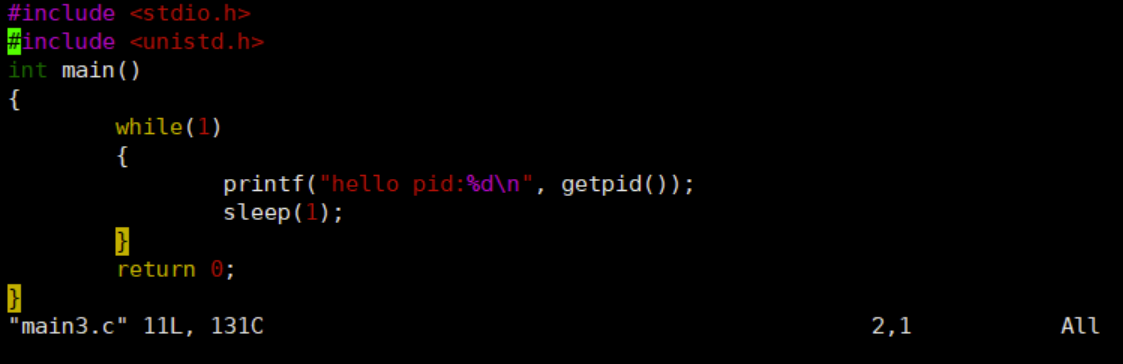 #include <stdio.h>
#include <unistd.h>
int main()
{
        while(1)
        {
                printf("hello pid:%d\n", getpid());
                sleep(1);
        }
        return 0;
}
"main3.c" 11L, 131C                                             2,1           All